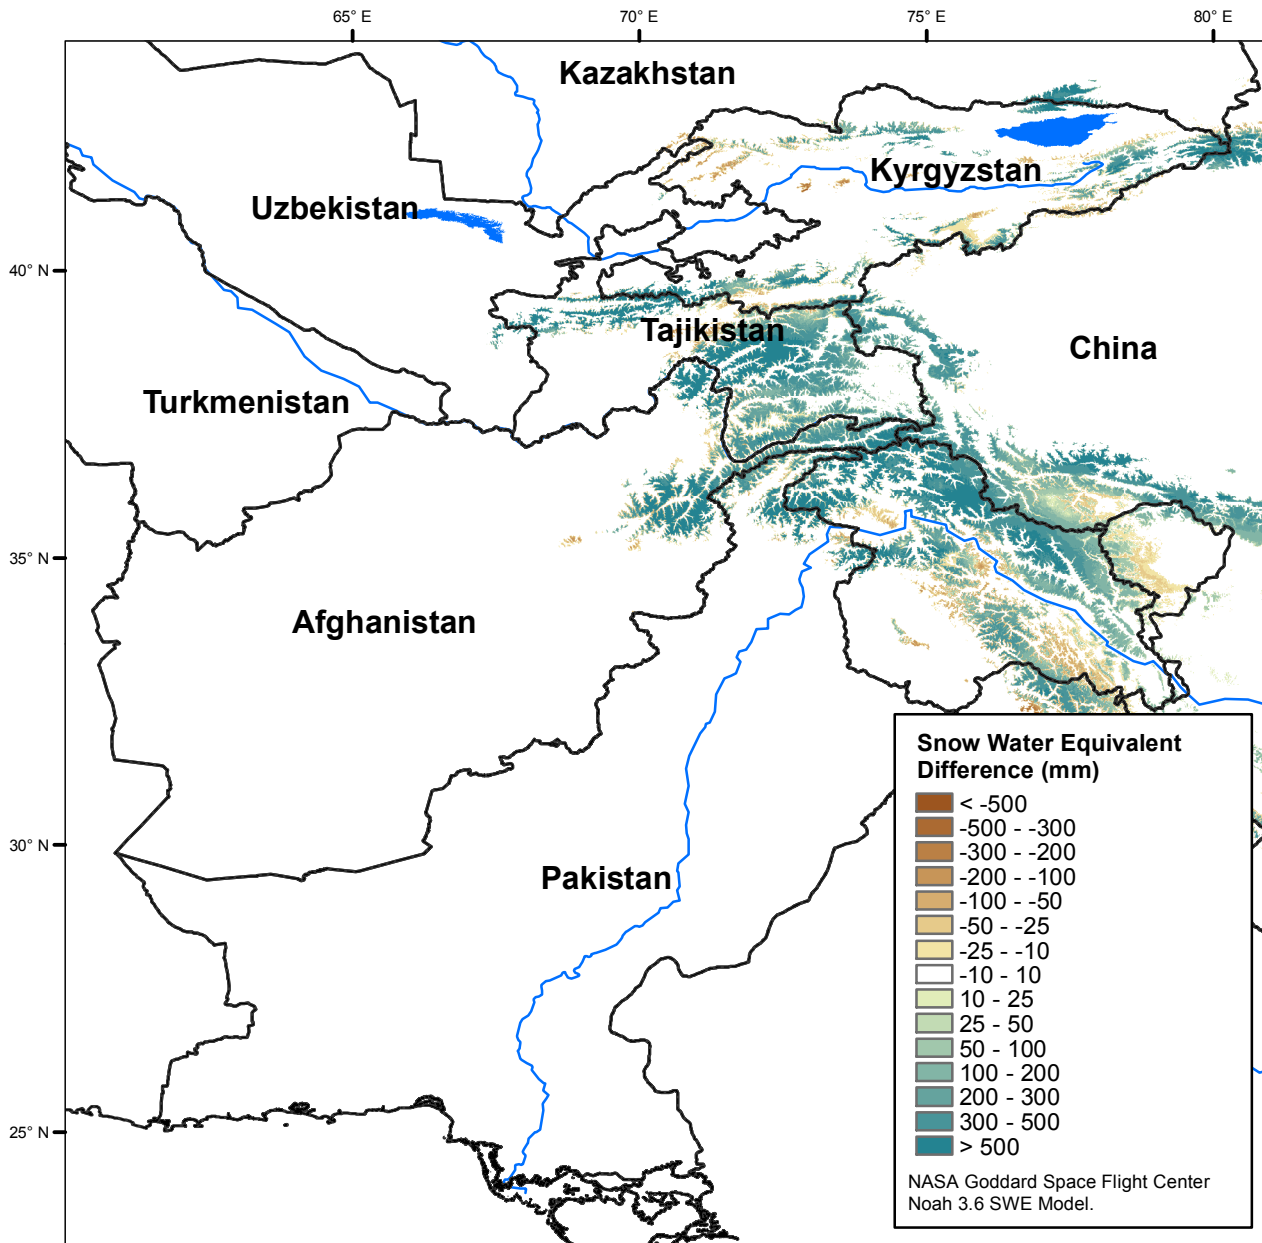 65° E 70° E 75° E 80° E
Kazakhstan
Kyrgyzstan
Uzbekistan
40° N
Tajikistan
China
Turkmenistan
35° N
Afghanistan
Snow Water Equivalent
Difference (mm)
< -500
-500 - -300
-300 - -200
-200 - -100
-100 - -50
-50 - -25
-25 - -10
-10 - 10
10 - 25
25 - 50
50 - 100
100 - 200
200 - 300
300 - 500
> 500
NASA Goddard Space Flight Center
Noah 3.6 SWE Model.
30° N
Pakistan
25° N